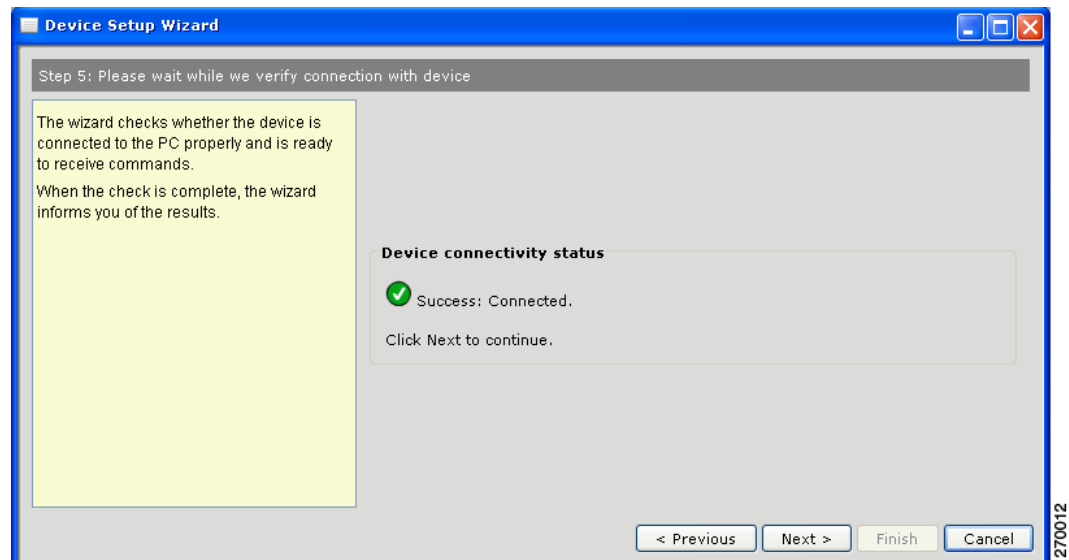 Device Setup Wizard
Step 5: Please wait while we verify connection with device
The wizard checks whether the device is
connected to the PC properly and is ready
to receive commands.
When the check is complete, the wizard
informs you of the results.
Device connectivity status
Success: Connected.
Click Next to continue.
< Previous
Next >
Finish
Cancel
270012